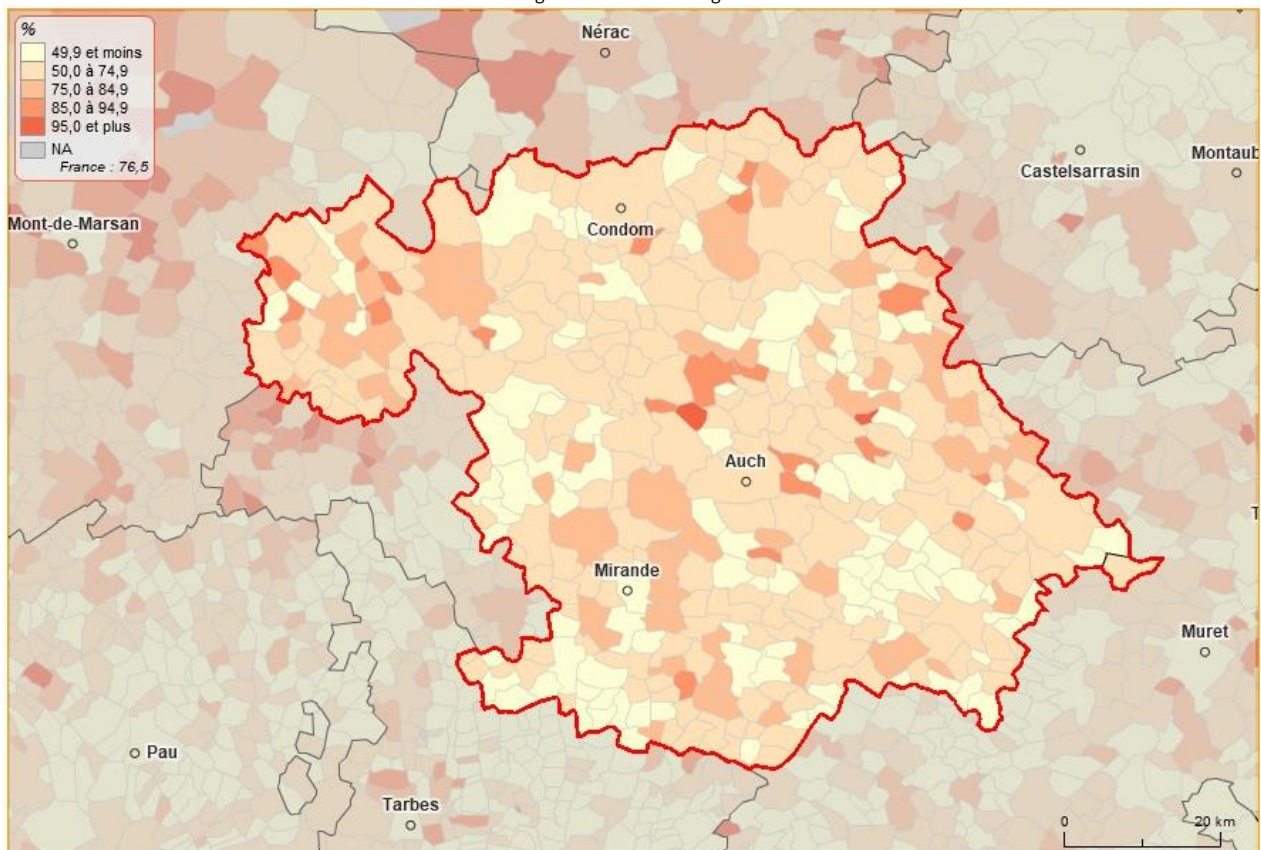 %
49,9 et moins
50,0 à 74,9
75,0 à 84,9
85,0 à 94,9
95,0 et plus
NA
France : 76,5
Nérac
Castelsarrasin
Montaub
Mont-de-Marsan
Condom
Auch
T
Mirande
Muret
Pau
Tarbes
0
20 km